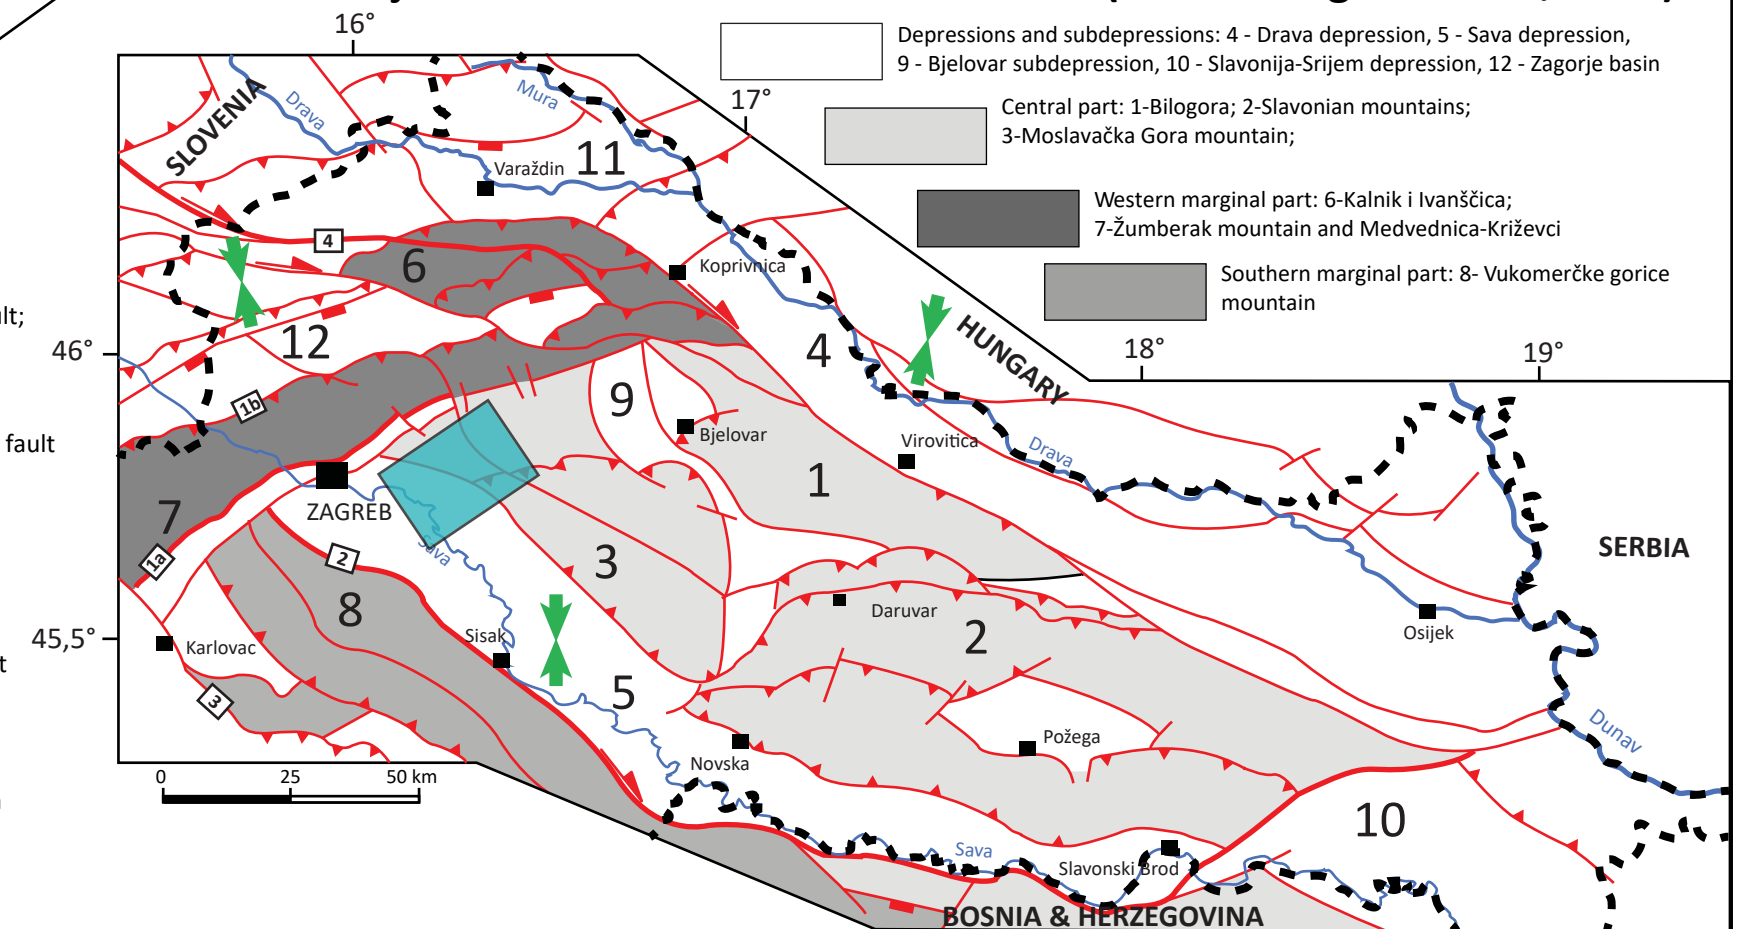 16°
Depressions and subdepressions: 4 - Drava depression, 5 - Sava depression,
9 - Bjelovar subdepression, 10 - Slavonija-Srijem depression, 12 - Zagorje basin
17°
Central part: 1-Bilogora; 2-Slavonian mountains;
3-Moslavačka Gora mountain;
Western marginal part: 6-Kalnik i Ivanščica;
7-Žumberak mountain and Medvednica-Križevci
Southern marginal part: 8- Vukomerčke gorice
mountain
SLOVENIA
Drava
Mura
Varaždin
11
4
6
Koprivnica
12
4
HUNGARY
46°
18°
19°
1b
9
fault
Bjelovar
Virovitica
Drava
7
ZAGREB
1
Sava
SERBIA
1a
2
3
8
Daruvar
2
Osijek
45,5°
Karlovac
Sisak
3
5
Novska
Požega
Dunav
0 25 50 km
10
Sava
Slavonski Brod
BOSNIA & HERZEGOVINA